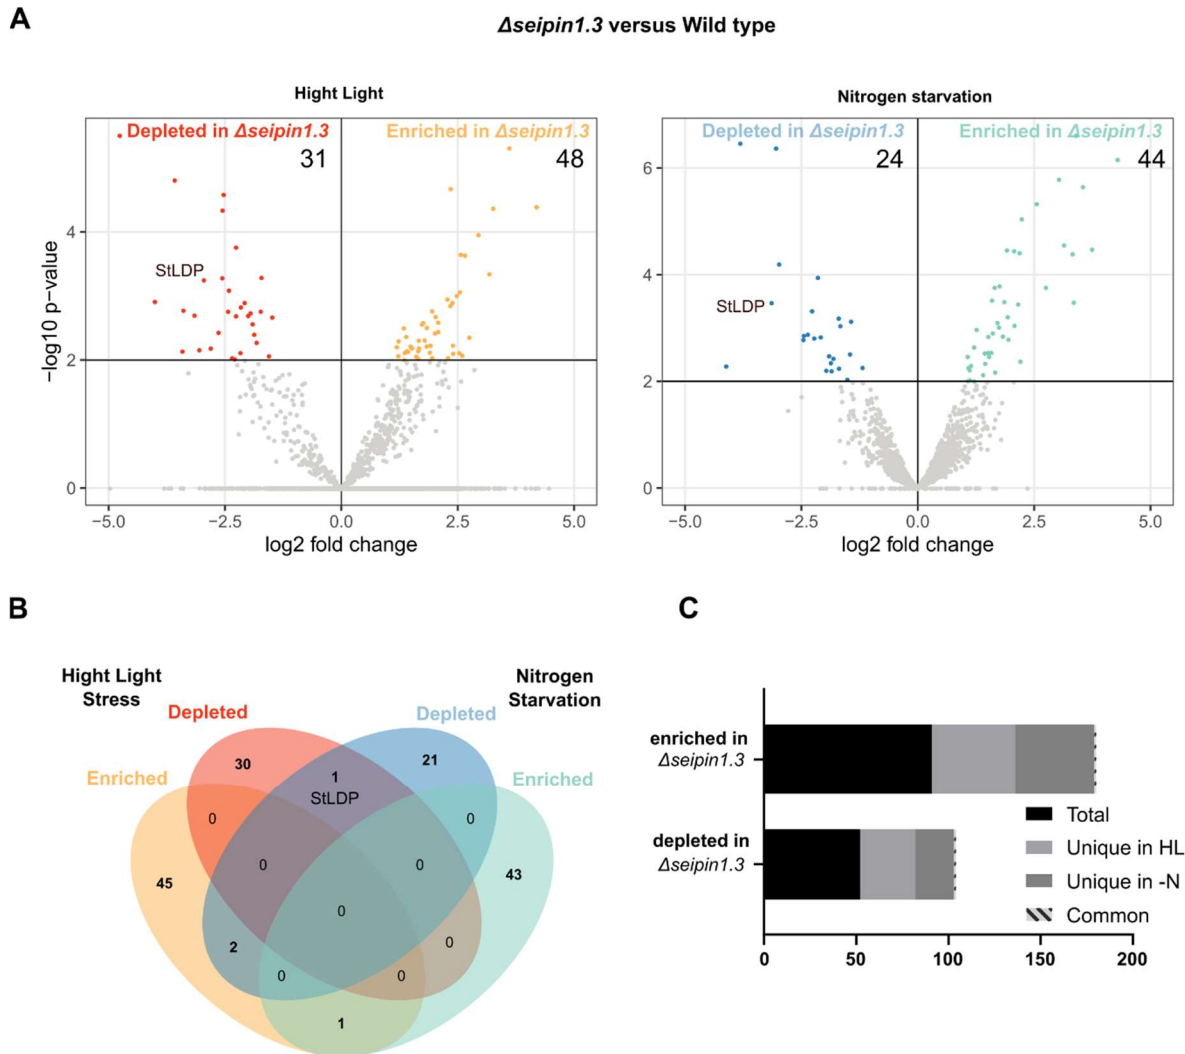 A
Δseipin1.3 versus Wild type
Hight Light
Nitrogen starvation
Depleted in Δseipin1.3
31
Enriched in Δseipin1.3
48
Depleted in Δseipin1.3
24
Enriched in Δseipin1.3
44
StLDP
StLDP
−log10 p−value
4
2
0
6
4
2
0
−5.0 −2.5 0.0 2.5 5.0
log2 fold change
−5.0 −2.5 0.0 2.5 5.0
log2 fold change
B
Hight Light
Stress
Nitrogen
Starvation
Depleted
Depleted
Enriched
Enriched
30
1
StLDP
21
0
0
0
0
45
43
0
2
0
0
0
1
C
enriched in
Δseipin1.3
depleted in
Δseipin1.3
Total
Unique in HL
Unique in -N
Common
0 50 100 150 200